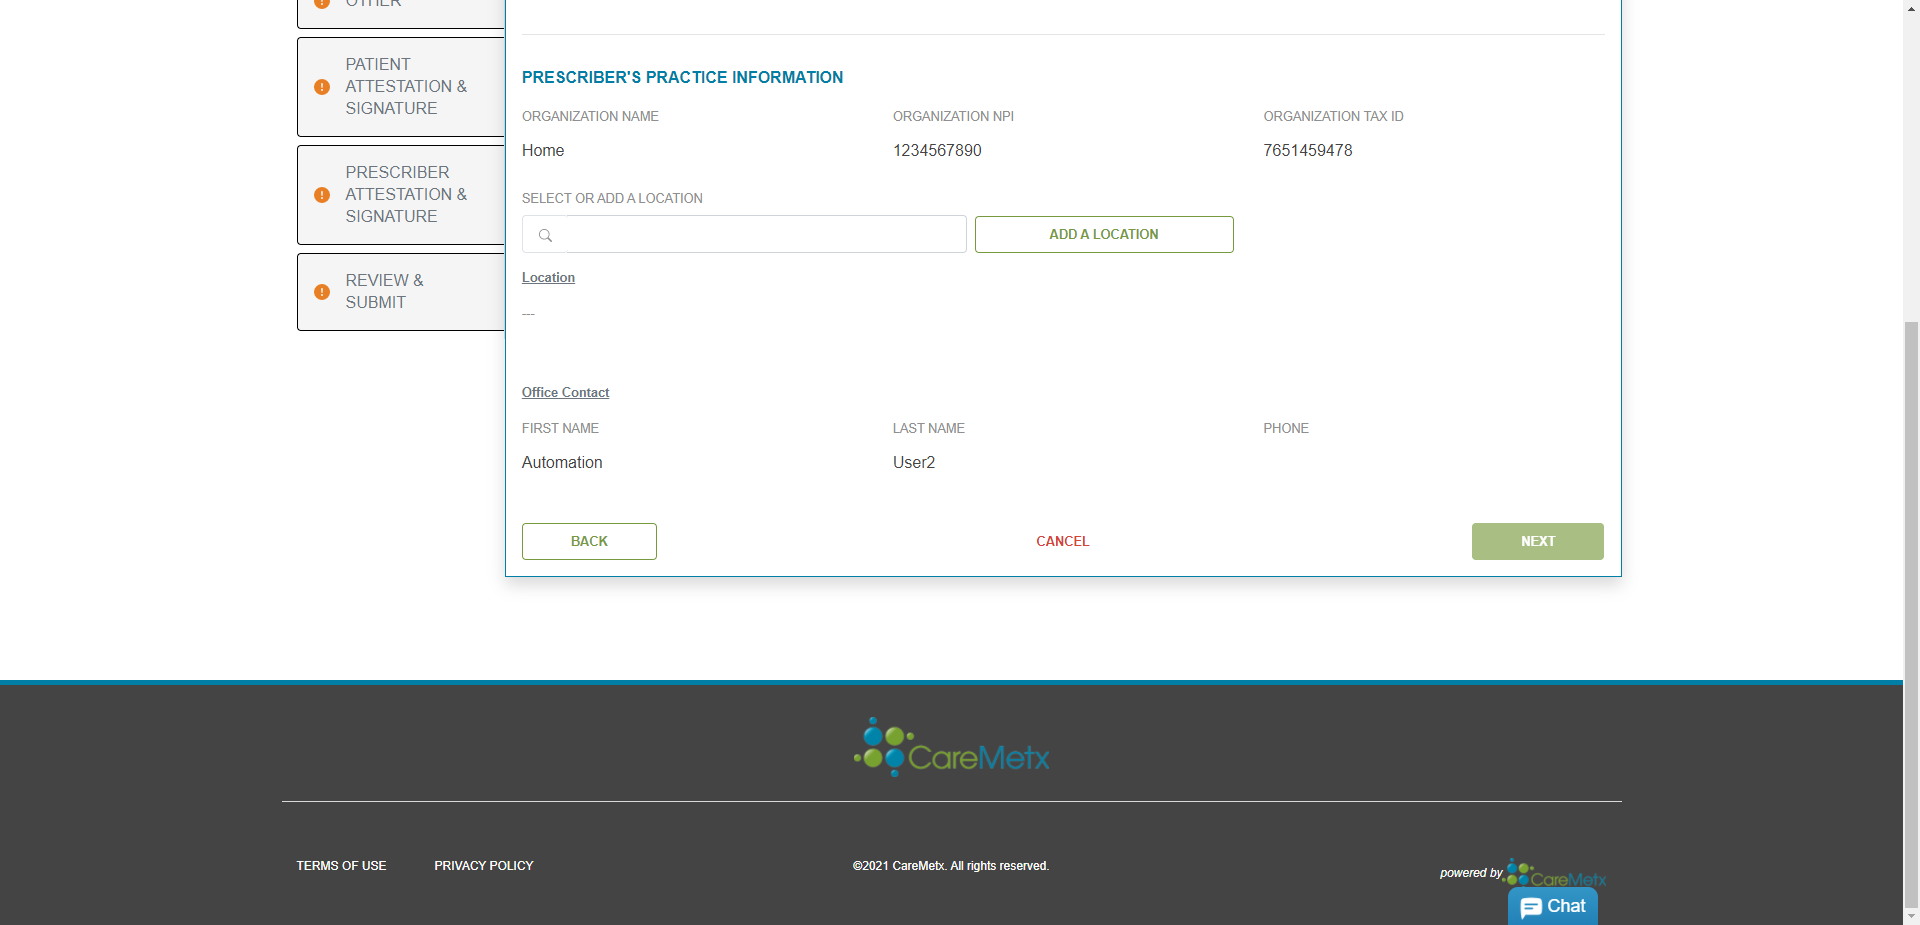 OTHER
PATIENT
ATTESTATION &
SIGNATURE
PRESCRIBER
ATTESTATION &
SIGNATURE
REVIEW &
SUBMIT
PRESCRIBER'S PRACTICE INFORMATION
ORGANIZATION NAME ORGANIZATION NPI ORGANIZATION TAX ID
Home 1234567890 7651459478
SELECT OR ADD A LOCATION
ADD A LOCATION
Location
---
Office Contact
FIRST NAME LAST NAME PHONE
Automation User2
BACK CANCEL NEXT
CareMetx
TERMS OF USE PRIVACY POLICY ©2021 CareMetx. All rights reserved.
powered by CareMetx
Chat